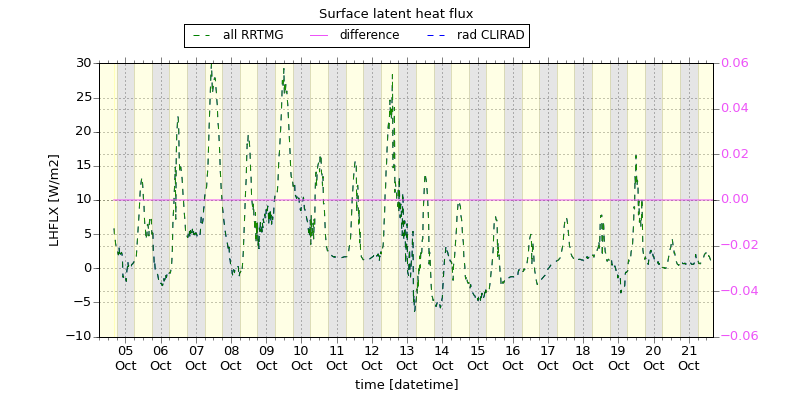 Surface latent heat flux
all RRTMG difference rad CLIRAD
30 0.06
25 0.04
20 0.02
15 0.00
10 −0.02
5 −0.04
0 −0.06
−5
−10
LHFLX [W/m2]
05 06 07 08 09 10 11 12 13 14 15 16 17 18 19 20 21
Oct Oct Oct Oct Oct Oct Oct Oct Oct Oct Oct Oct Oct Oct Oct Oct Oct
time [datetime]